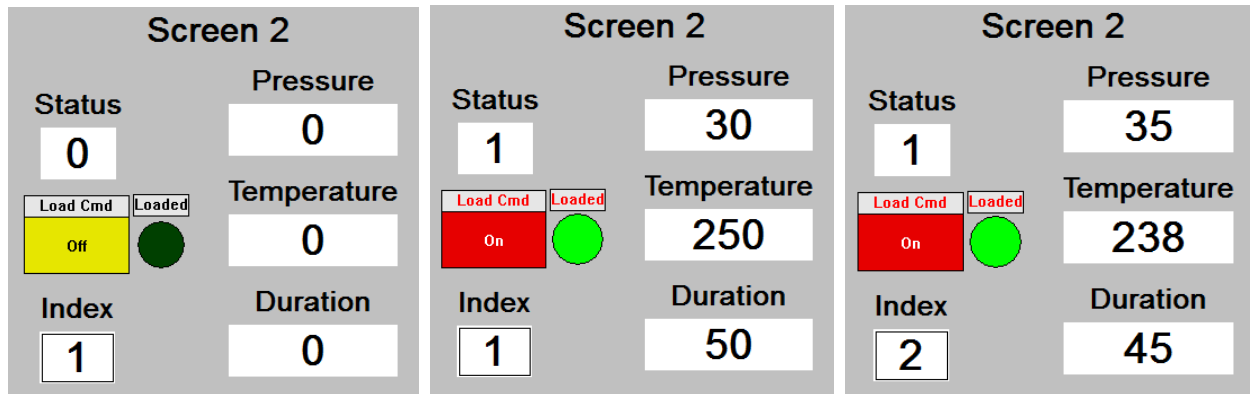 Screen 2
Pressure
Status
0
0
Load Cmd
Loaded
Temperature
Off
0
Index
Duration
1
0
Screen 2
Pressure
Status
30
1
Load Cmd
Loaded
Temperature
On
250
Index
Duration
1
50
Screen 2
Pressure
Status
35
1
Load Cmd
Loaded
Temperature
On
238
Index
Duration
2
45